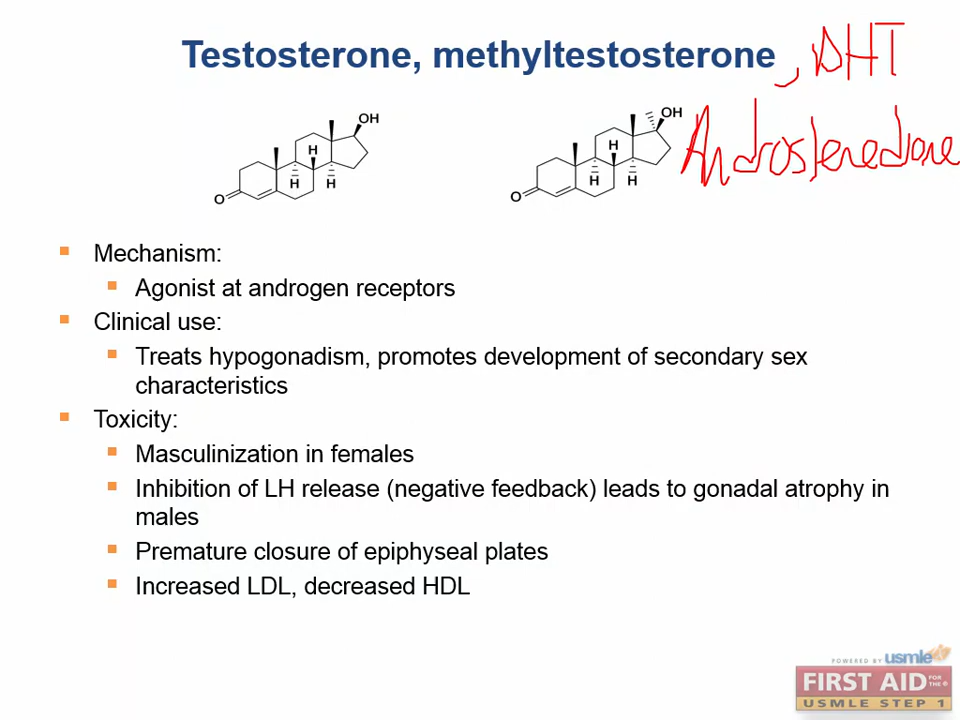 Testosterone, methyltestosterone, DHT
Androstenedione
OH
H
H
H
O
OH
H
H
H
O
Mechanism:
Agonist at androgen receptors
Clinical use:
Treats hypogonadism, promotes development of secondary sex
characteristics
Toxicity:
Masculinization in females
Inhibition of LH release (negative feedback) leads to gonadal atrophy in
males
Premature closure of epiphyseal plates
Increased LDL, decreased HDL
POWERED BY usmle
FIRST AID FOR THE®
USMLE STEP 1